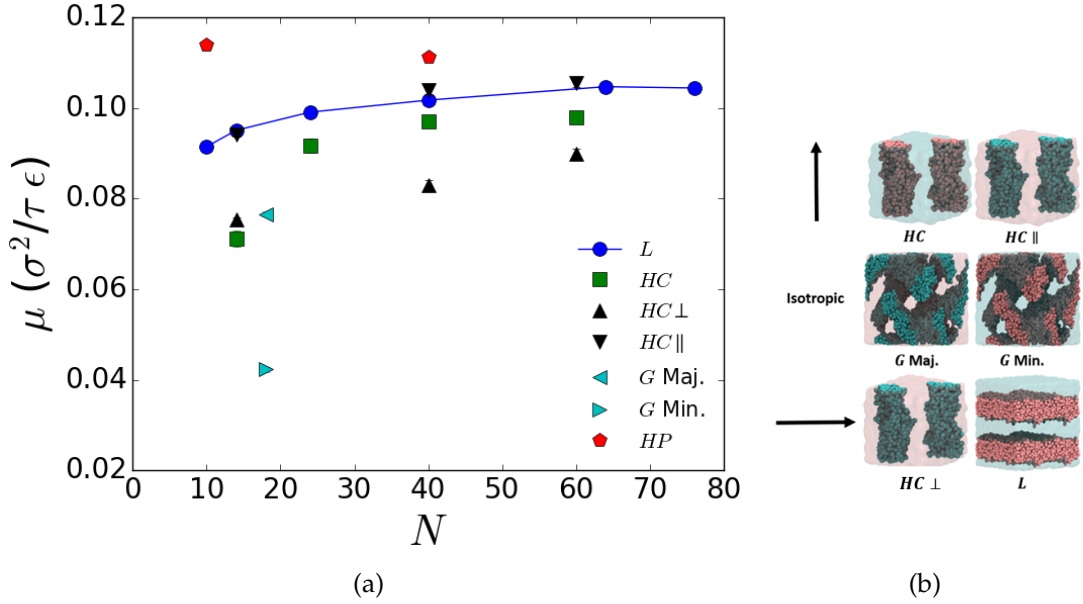 0.12
0.10
0.08
0.06
0.04
0.02
μ (σ²/τ ϵ)
0 10 20 30 40 50 60 70 80
N
L
HC
HC⊥
HC∥
G Maj.
G Min.
HP
(a)
HC HC ∥
Isotropic
G Maj. G Min.
HC ⊥ L
(b)